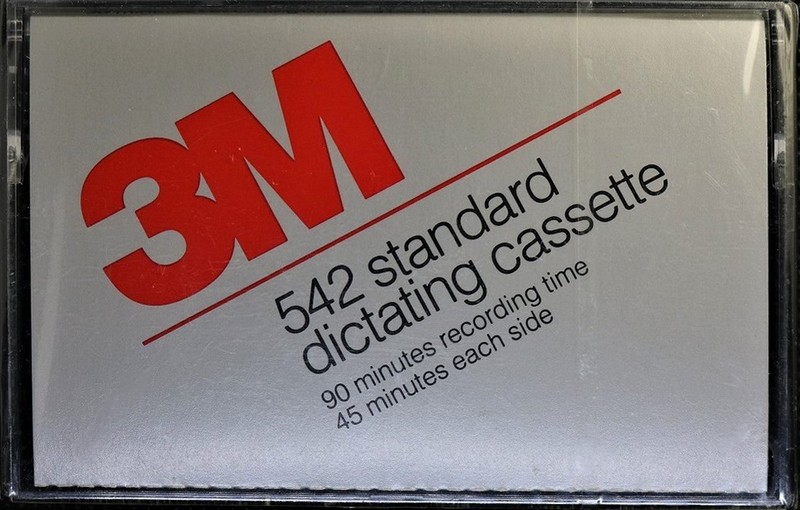 3M
542 standard
dictating cassette
90 minutes recording time
45 minutes each side